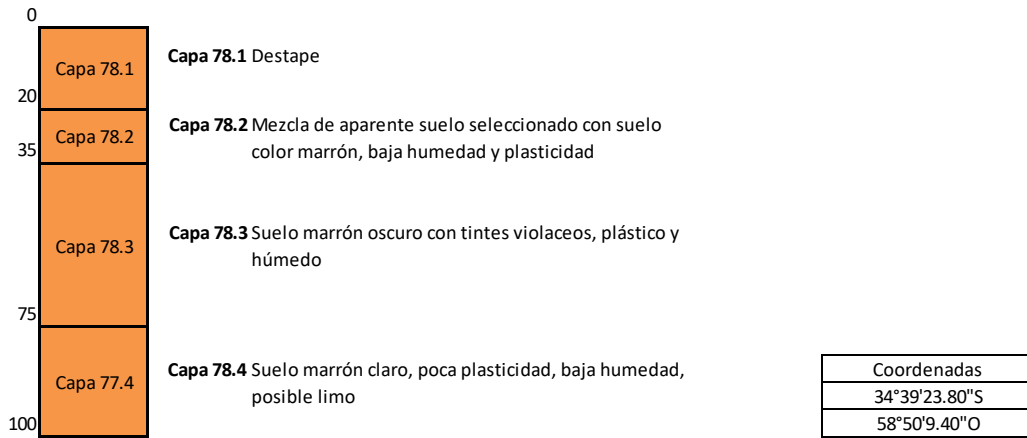 0
Capa 78.1
Capa 78.1 Destape
20
Capa 78.2
Capa 78.2 Mezcla de aparente suelo seleccionado con suelo
color marrón, baja humedad y plasticidad
35
Capa 78.3
Capa 78.3 Suelo marrón oscuro con tintes violaceos, plástico y
húmedo
75
Capa 77.4
Capa 78.4 Suelo marrón claro, poca plasticidad, baja humedad,
posible limo
100
Coordenadas
34°39'23.80"S
58°50'9.40"O